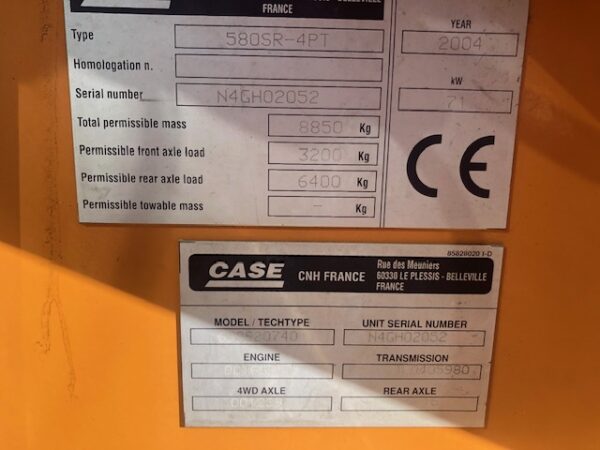 FRANCE
YEAR
Type 580SR-4PT 2004
Homologation n.
kW
Serial number N4GH02052 71
Total permissible mass 8850 Kg
Permissible front axle load 3200 Kg
Permissible rear axle load 6400 Kg
Permissible towable mass - Kg
CE
85828020 I-D
CASE CNH FRANCE
Rue des Meuniers
60330 LE PLESSIS - BELLEVILLE
FRANCE
MODEL / TECHTYPE UNIT SERIAL NUMBER
N4GH02052
ENGINE TRANSMISSION
4WD AXLE REAR AXLE